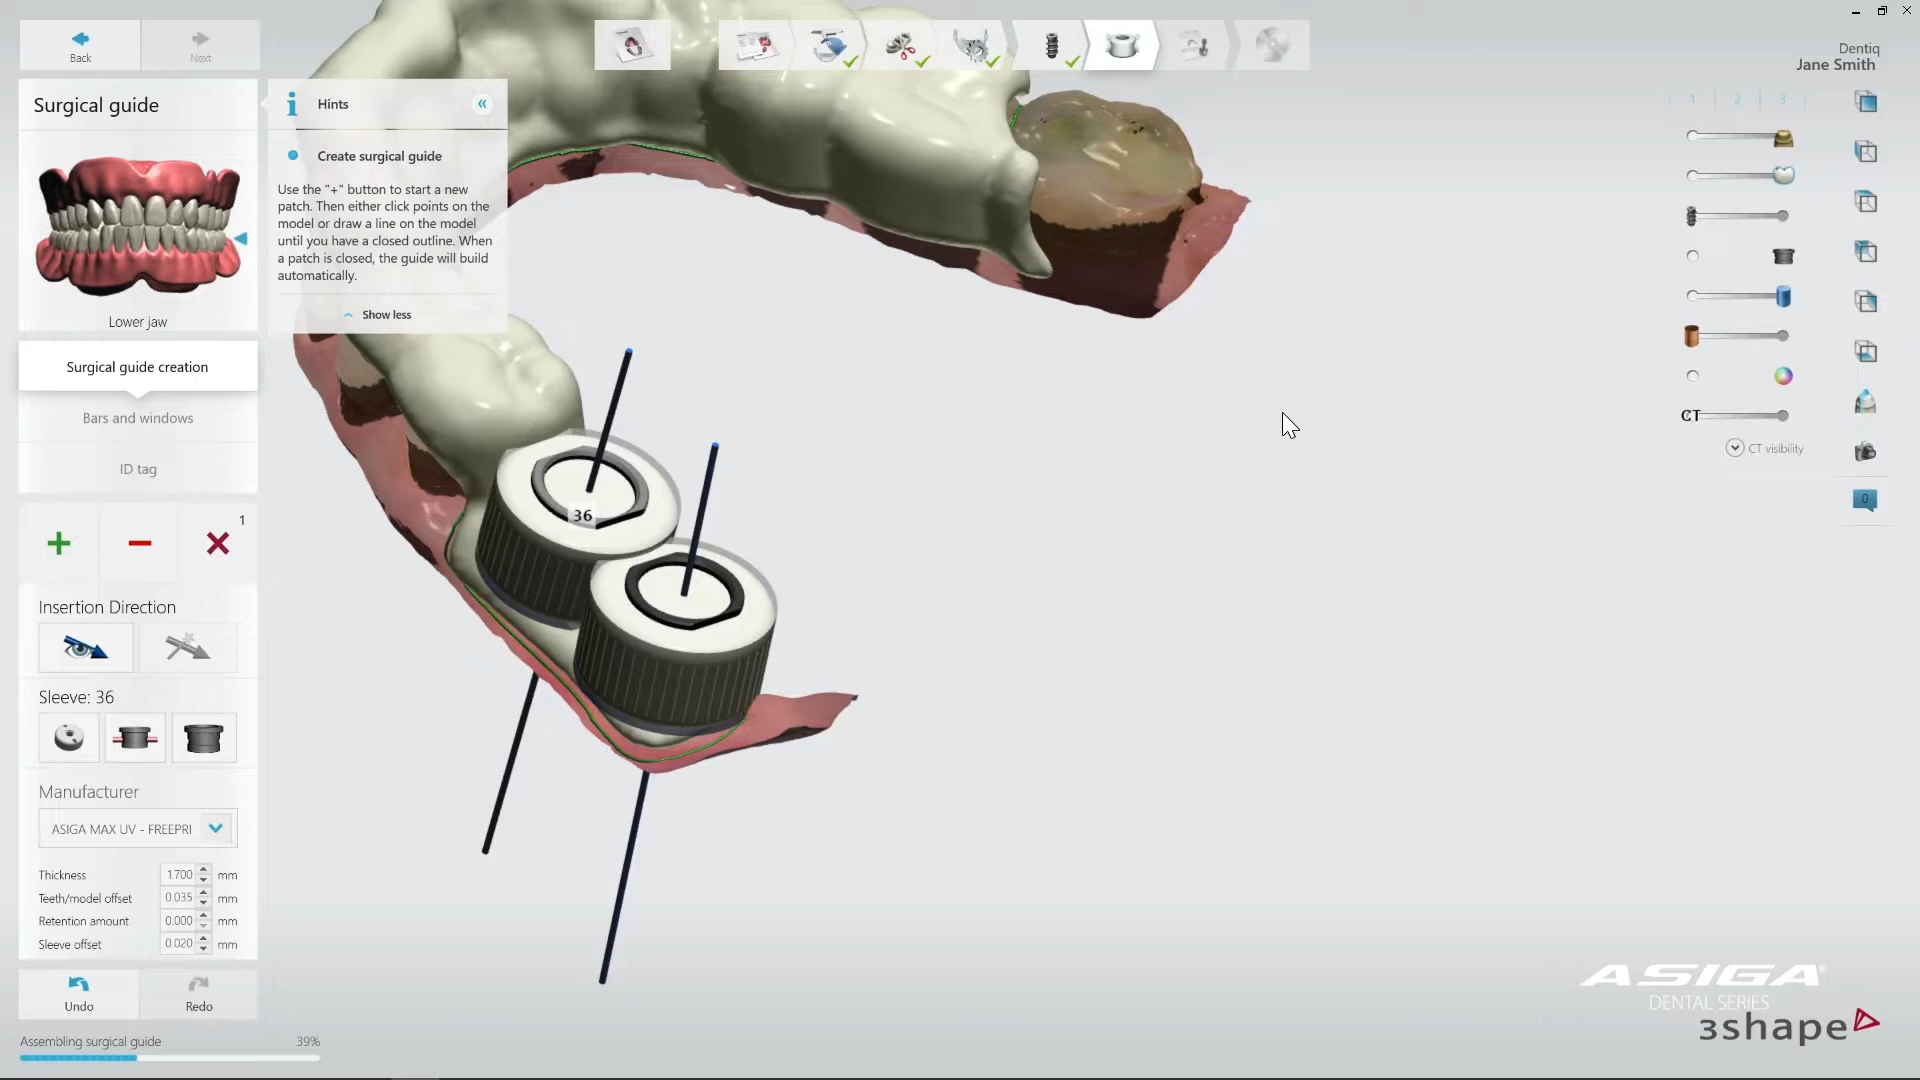 Back
Next
Dentiq
Jane Smith
Surgical guide
Hints
1 2 3
Create surgical guide
Use the "+" button to start a new
patch. Then either click points on the
model or draw a line on the model
until you have a closed outline. When
a patch is closed, the guide will build
automatically.
Show less
Lower jaw
Surgical guide creation
Bars and windows
ID tag
CT
CT visibility
0
36
1
Insertion Direction
Sleeve: 36
Manufacturer
ASIGA MAX UV - FREEPRI
Thickness 1.700 mm
Teeth/model offset 0.035 mm
Retention amount 0.000 mm
Sleeve offset 0.020 mm
Undo
Redo
Assembling surgical guide 39%
ASIGA®
DENTAL SERIES
3shape